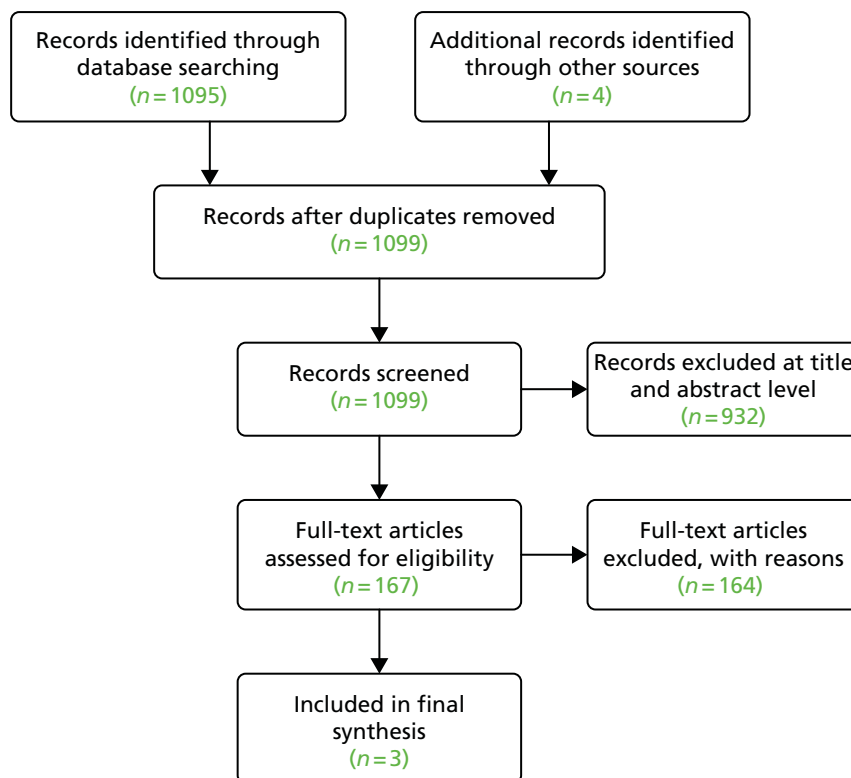 Records identified through
database searching
(n=1095)
Additional records identified
through other sources
(n=4)
Records after duplicates removed
(n=1099)
Records screened
(n=1099)
Records excluded at title
and abstract level
(n=932)
Full-text articles
assessed for eligibility
(n=167)
Full-text articles
excluded, with reasons
(n=164)
Included in final
synthesis
(n=3)